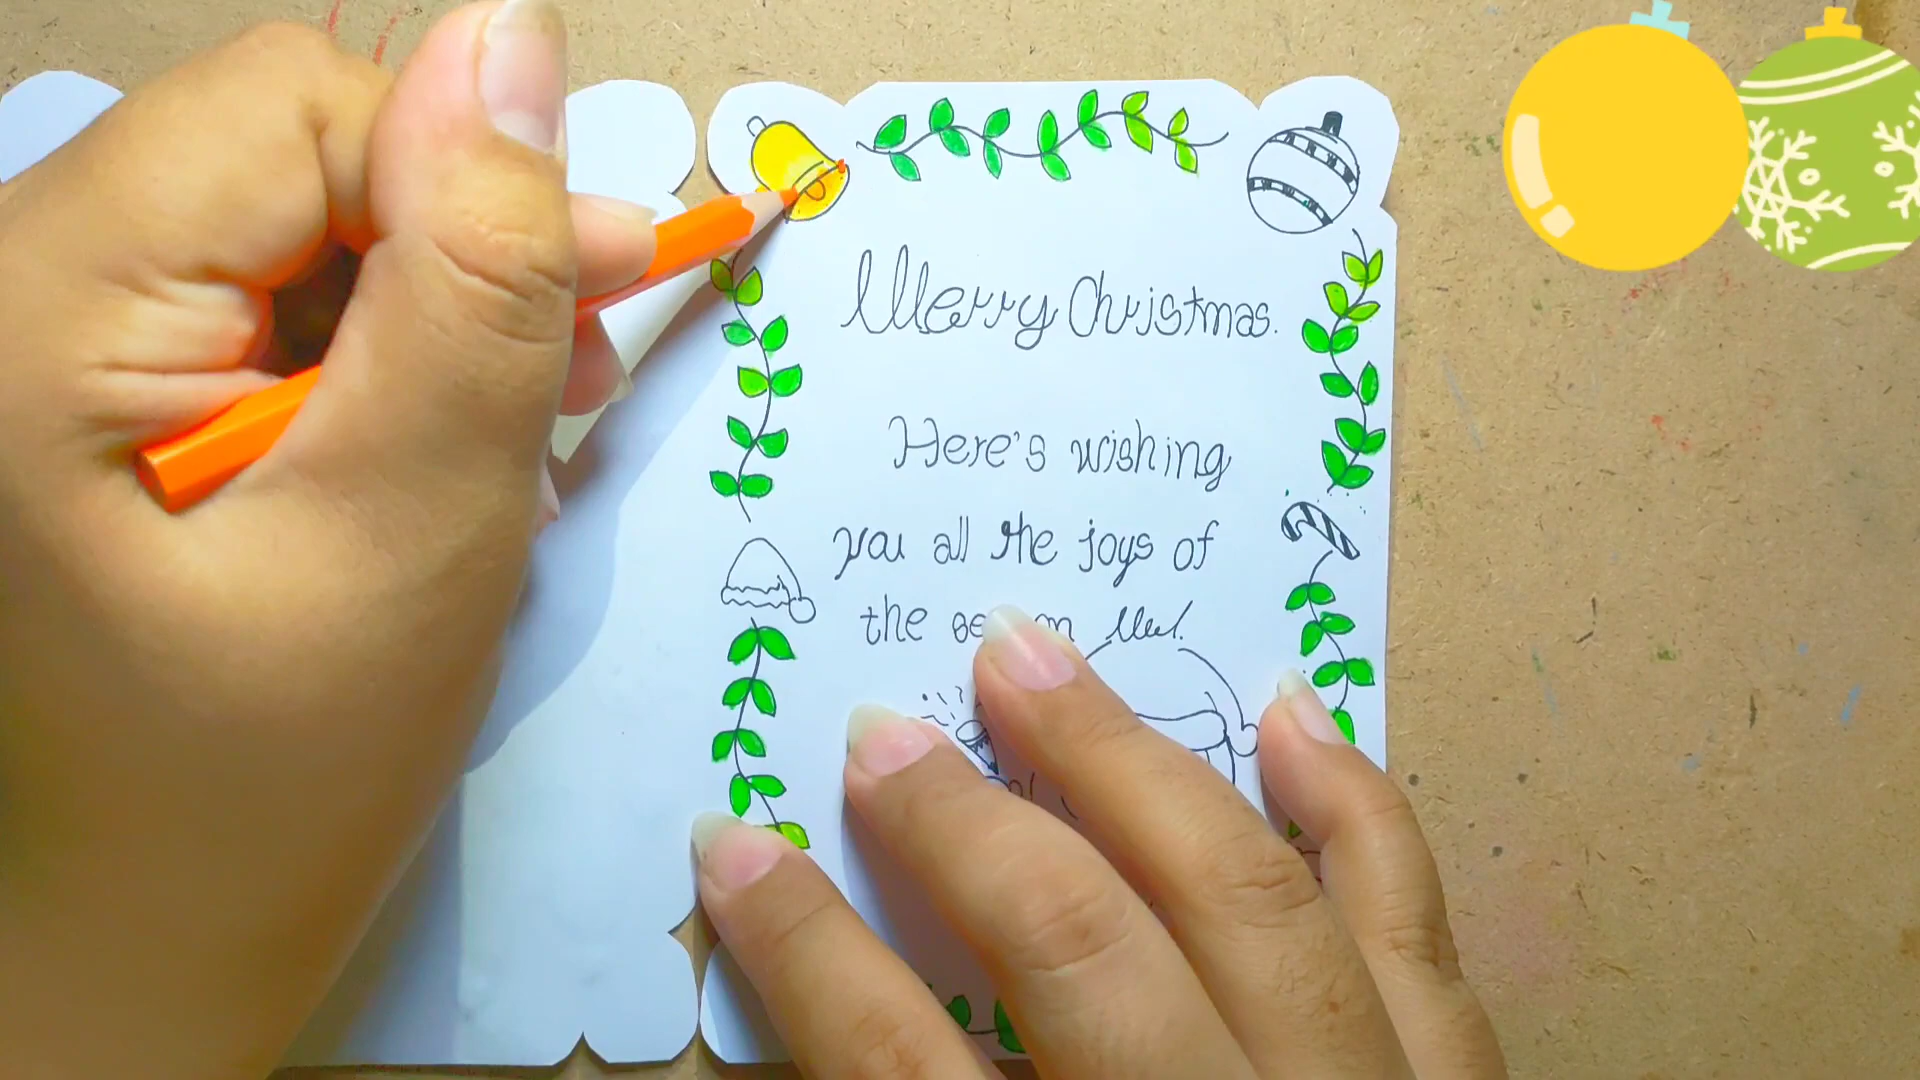 Merry Christmas.
Here's wishing
you all the joys of
the